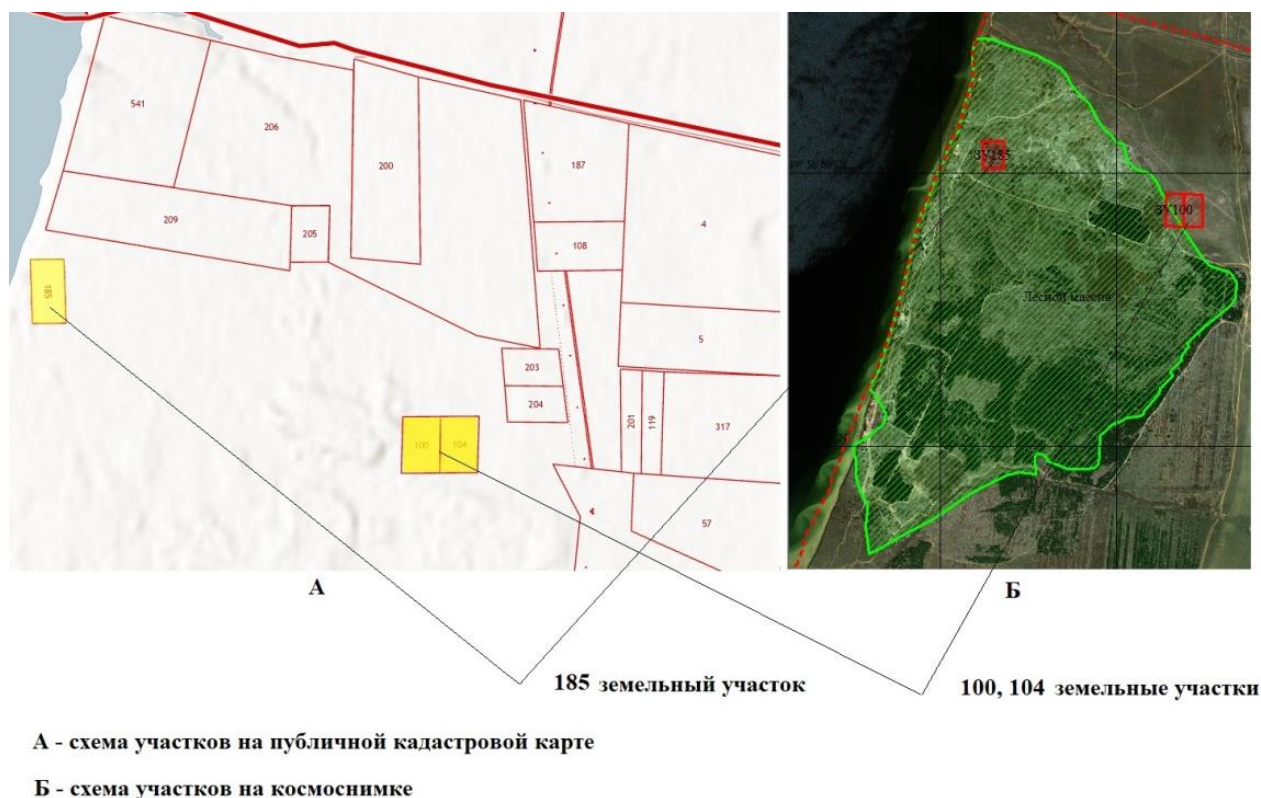 541
206
200
187
209
205
108
4
185
5
203
204
201
119
317
100
104
57
А
ЗУ185
ЗУ100
Лесной массив
Б
185 земельный участок
100, 104 земельные участки
А - схема участков на публичной кадастровой карте
Б - схема участков на космоснимке